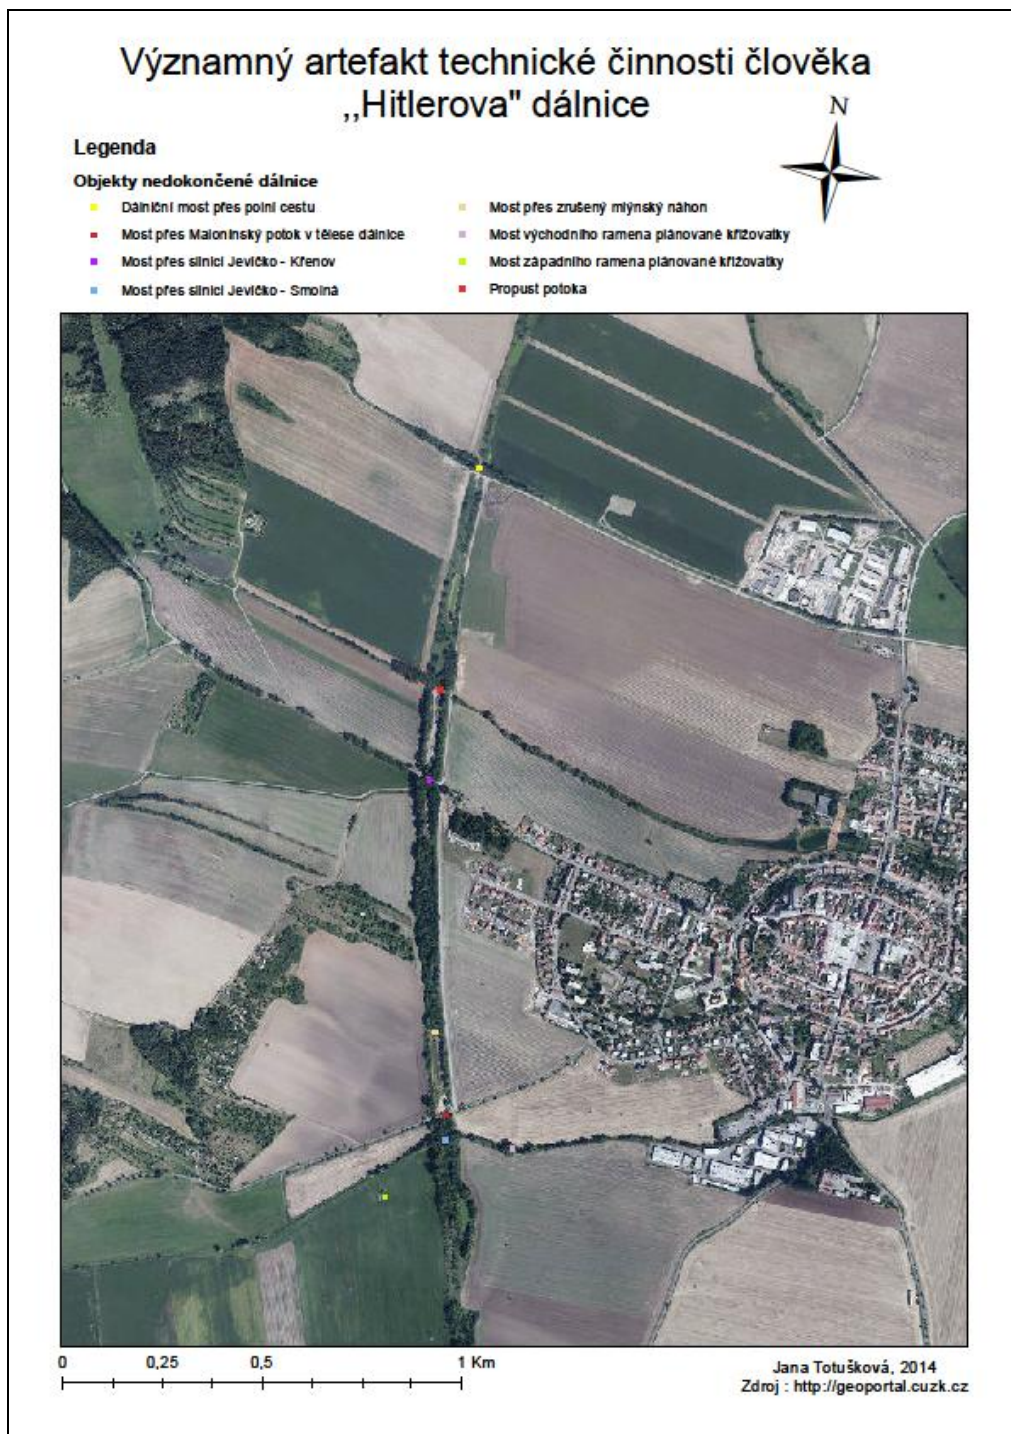 Významný artefakt technické činnosti člověka
,,Hitlerova" dálnice
N
Legenda
Objekty nedokončené dálnice
Dálniční most přes polní cestu
Most přes Malonínský potok v tělese dálnice
Most přes silnici Jevíčko - Křenov
Most přes silnici Jevíčko - Smolná
Most přes zrušený mlýnský náhon
Most východního ramena plánované křižovatky
Most západního ramena plánované křižovatky
Propust potoka
0 0,25 0,5 1 Km
Jana Totušková, 2014
Zdroj : http://geoportal.cuzk.cz